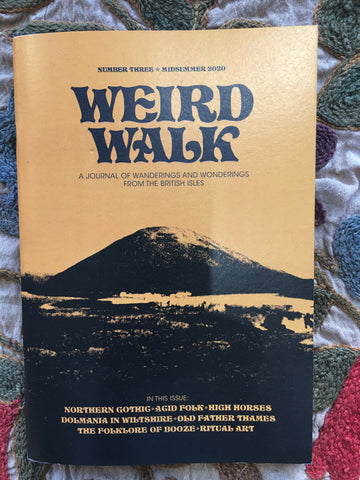 NUMBER THREE ★ MIDSUMMER 2020
WEIRD
WALK
A JOURNAL OF WANDERINGS AND WONDERINGS
FROM THE BRITISH ISLES
IN THIS ISSUE:
NORTHERN GOTHIC★ACID FOLK★HIGH HORSES
DOLMANIA IN WILTSHIRE★OLD FATHER THAMES
THE FOLKLORE OF BOOZE★RITUAL ART